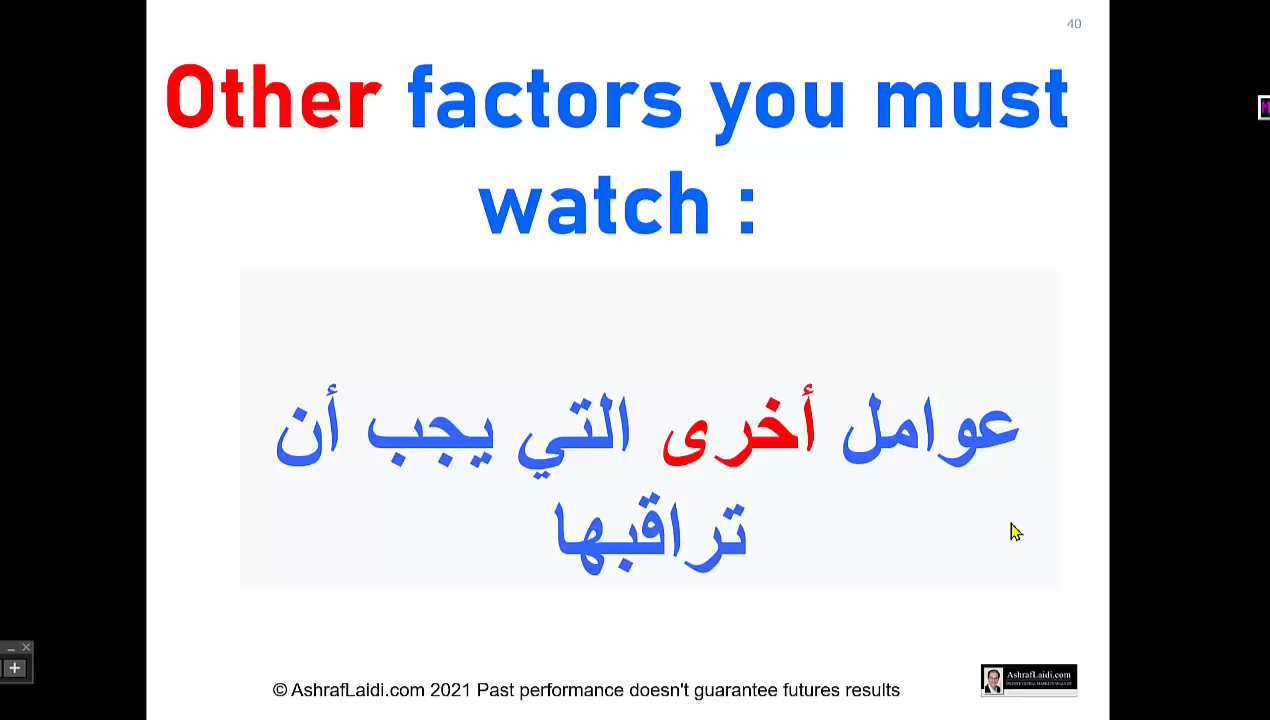 40
Other factors you must
watch :
عوامل أخرى التي يجب أن
تراقبها
© AshrafLaidi.com 2021 Past performance doesn't guarantee futures results
AshrafLaidi.com